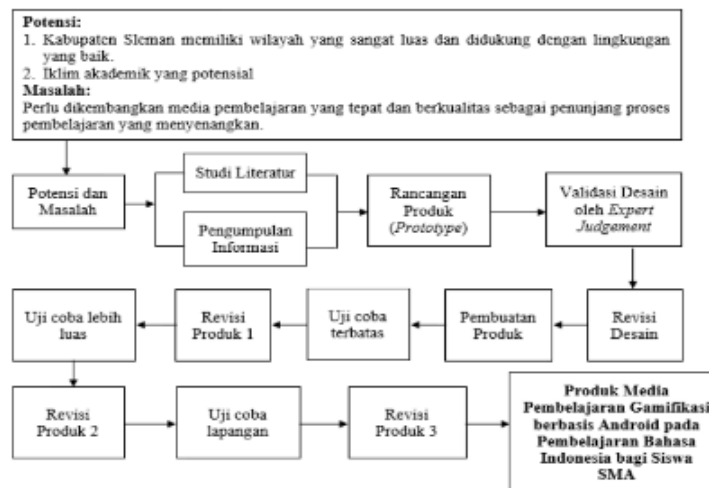 Potensi:
1. Kabupaten Sleman memiliki wilayah yang sangat luas dan didukung dengan lingkungan
yang baik.
2. Iklim akademik yang potensial
Masalah:
Perlu dikembangkan media pembelajaran yang tepat dan berkualitas sebagai penunjang proses
pembelajaran yang menyenangkan.
Potensi dan
Masalah
Studi Literatur
Pengumpulan
Informasi
Rancangan
Produk
(Prototype)
Validasi Desain
oleh Expert
Judgement
Uji coba lebih
luas
Revisi
Produk 1
Uji coba
terbatas
Pembuatan
Produk
Revisi
Desain
Revisi
Produk 2
Uji coba
lapangan
Revisi
Produk 3
Produk Media
Pembelajaran Gamifikasi
berbasis Android pada
Pembelajaran Bahasa
Indonesia bagi Siswa
SMA